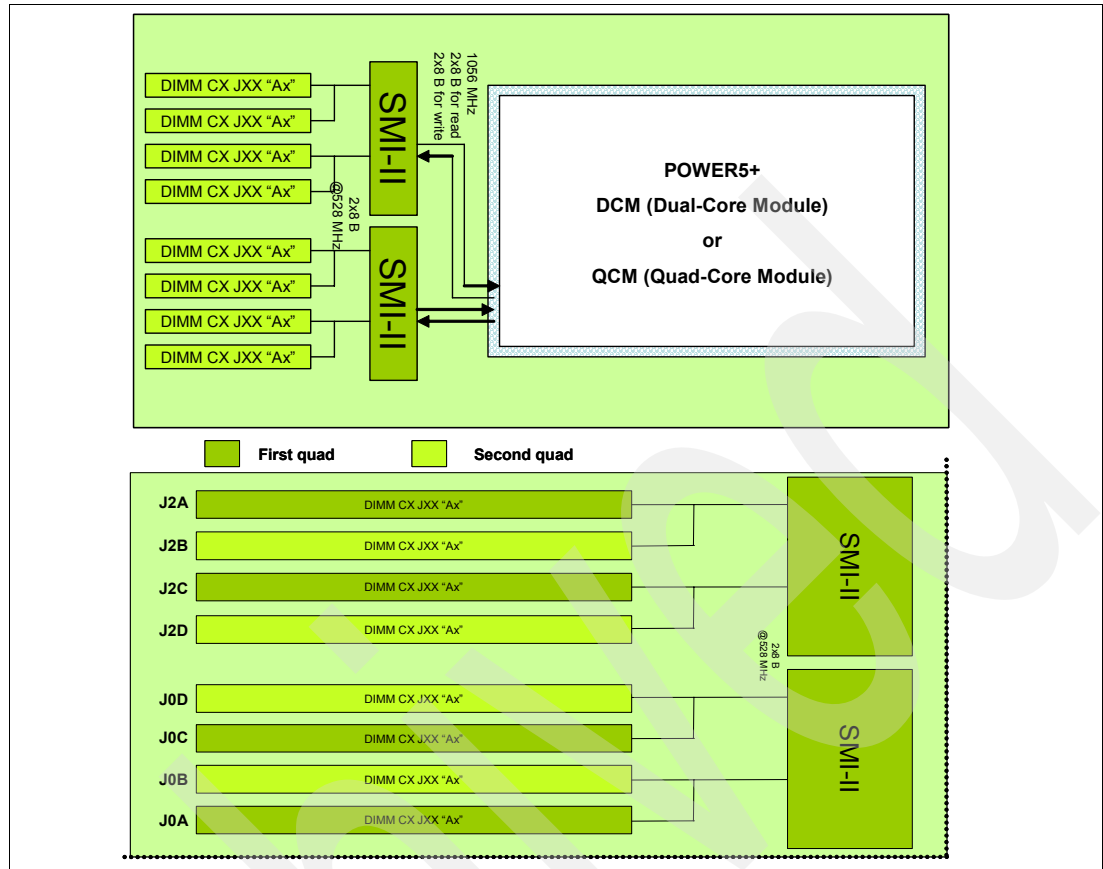 DIMM CX JXX “Ax”
DIMM CX JXX “Ax”
DIMM CX JXX “Ax”
DIMM CX JXX “Ax”
DIMM CX JXX “Ax”
DIMM CX JXX “Ax”
DIMM CX JXX “Ax”
DIMM CX JXX “Ax”
2x8 B
@528 MHz
SMI-II
SMI-II
1056 MHz
2x8 B for read
2x8 B for write
POWER5+
DCM (Dual-Core Module)
or
QCM (Quad-Core Module)
First quad
Second quad
J2A DIMM CX JXX “Ax”
J2B DIMM CX JXX “Ax”
J2C DIMM CX JXX “Ax”
J2D DIMM CX JXX “Ax”
J0D DIMM CX JXX “Ax”
J0C DIMM CX JXX “Ax”
J0B DIMM CX JXX “Ax”
J0A DIMM CX JXX “Ax”
2x8 B
@528 MHz
SMI-II
SMI-II